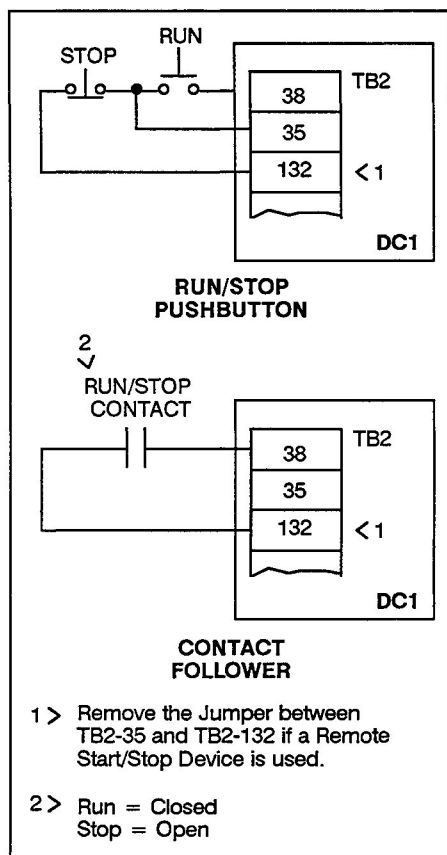 RUN
STOP
38
TB2
35
132
< 1
DC1
RUN/STOP
PUSHBUTTON
2
RUN/STOP
CONTACT
38
TB2
35
132
< 1
DC1
CONTACT
FOLLOWER
1 > Remove the Jumper between
TB2-35 and TB2-132 if a Remote
Start/Stop Device is used.
2 > Run = Closed
Stop = Open